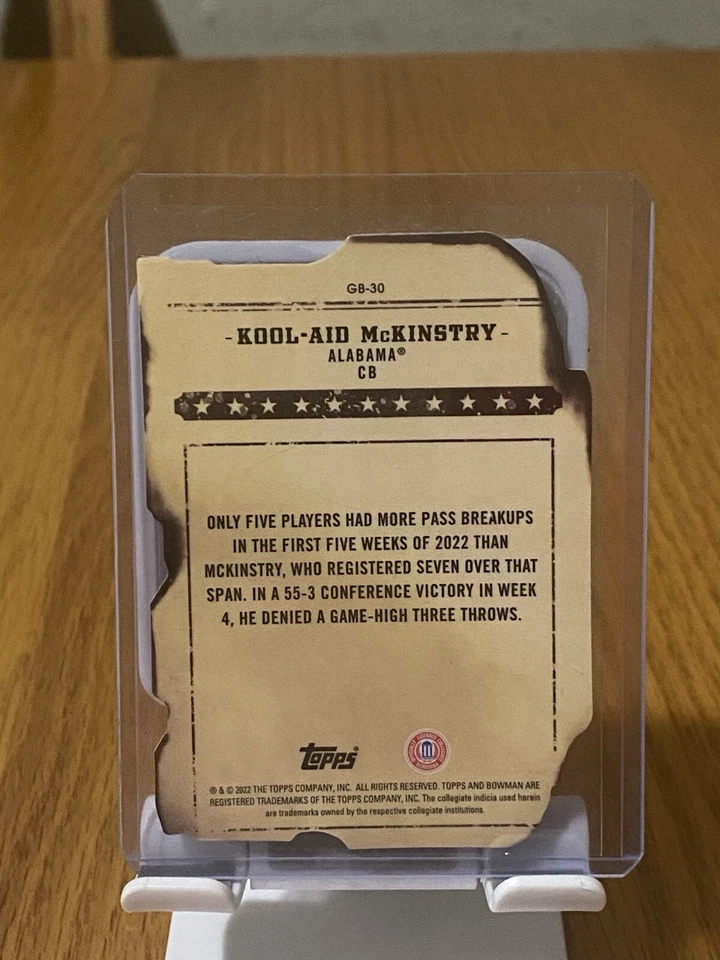 GB-30
-KOOL-AID McKINSTRY-
ALABAMA®
CB
ONLY FIVE PLAYERS HAD MORE PASS BREAKUPS
IN THE FIRST FIVE WEEKS OF 2022 THAN
MCKINSTRY, WHO REGISTERED SEVEN OVER THAT
SPAN. IN A 55-3 CONFERENCE VICTORY IN WEEK
4, HE DENIED A GAME-HIGH THREE THROWS.
Topps®
® & © 2022 THE TOPPS COMPANY, INC. ALL RIGHTS RESERVED. TOPPS AND BOWMAN ARE
REGISTERED TRADEMARKS OF THE TOPPS COMPANY, INC. The collegiate indicia used herein
are trademarks owned by the respective collegiate institutions.